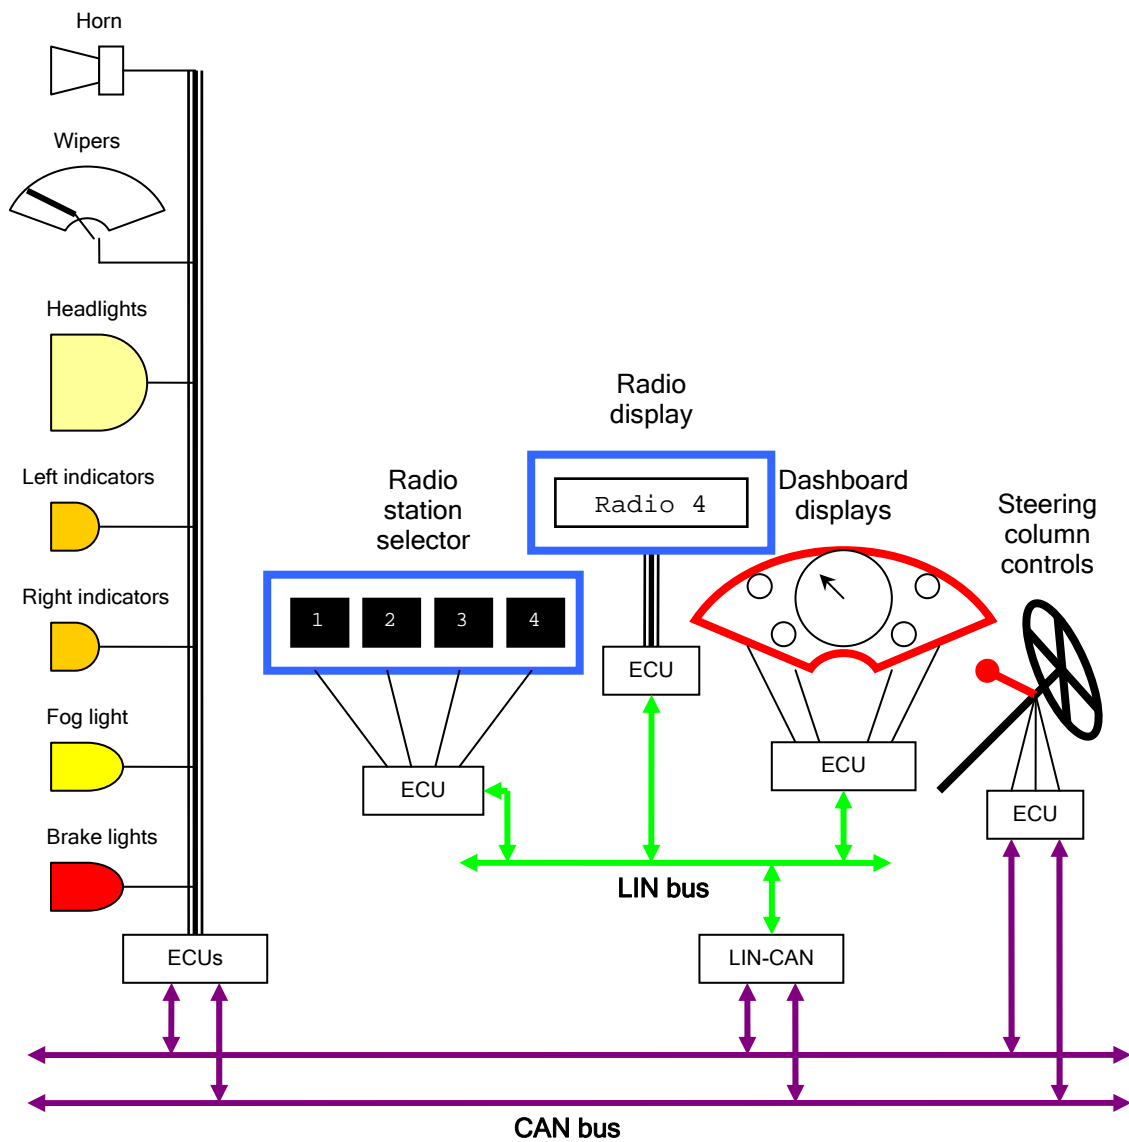 Horn
Wipers
Headlights
Left indicators
Right indicators
Fog light
Brake lights
ECUs
Radio
station
selector
1 2 3 4
ECU
Radio
display
Radio 4
ECU
Dashboard
displays
ECU
Steering
column
controls
ECU
LIN bus
LIN-CAN
CAN bus